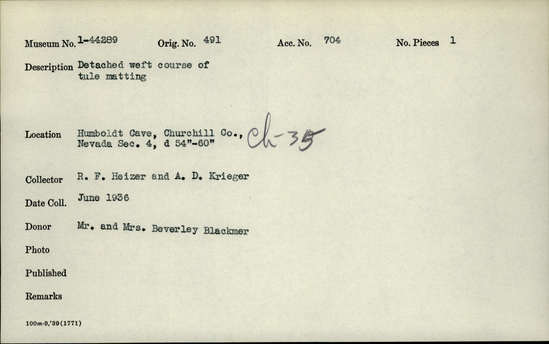 Museum No. 1-44289 Orig. No. 491 Acc. No. 704 No. Pieces 1
Description Detached weft course of
tule matting
Location Humboldt Cave, Churchill Co.,
Nevada Sec. 4, d 54"-60" Ch-35
Collector R. F. Heizer and A. D. Krieger
Date Coll. June 1936
Donor Mr. and Mrs. Beverley Blackmer
Photo
Published
Remarks
100m-9,'39(1771)